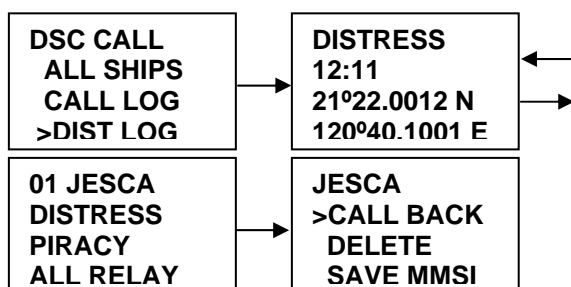 DSC CALL
ALL SHIPS
CALL LOG
>DIST LOG
DISTRESS
12:11
21º22.0012 N
120º40.1001 E
01 JESCA
DISTRESS
PIRACY
ALL RELAY
JESCA
>CALL BACK
DELETE
SAVE MMSI